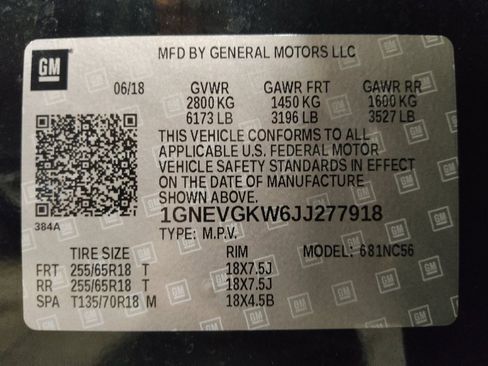 GM
MFD BY GENERAL MOTORS LLC
06/18 GVWR GAWR FRT GAWR RR
2800 KG 1450 KG 1600 KG
6173 LB 3196 LB 3527 LB
THIS VEHICLE CONFORMS TO ALL
APPLICABLE U.S. FEDERAL MOTOR
VEHICLE SAFETY STANDARDS IN EFFECT
ON THE DATE OF MANUFACTURE
SHOWN ABOVE.
384A
1GNEVGKW6JJ277918
TYPE: M.P.V.
TIRE SIZE RIM MODEL: 681NC56
FRT 255/65R18 T 18X7.5J
RR 255/65R18 T 18X7.5J
SPA T135/70R18 M 18X4.5B